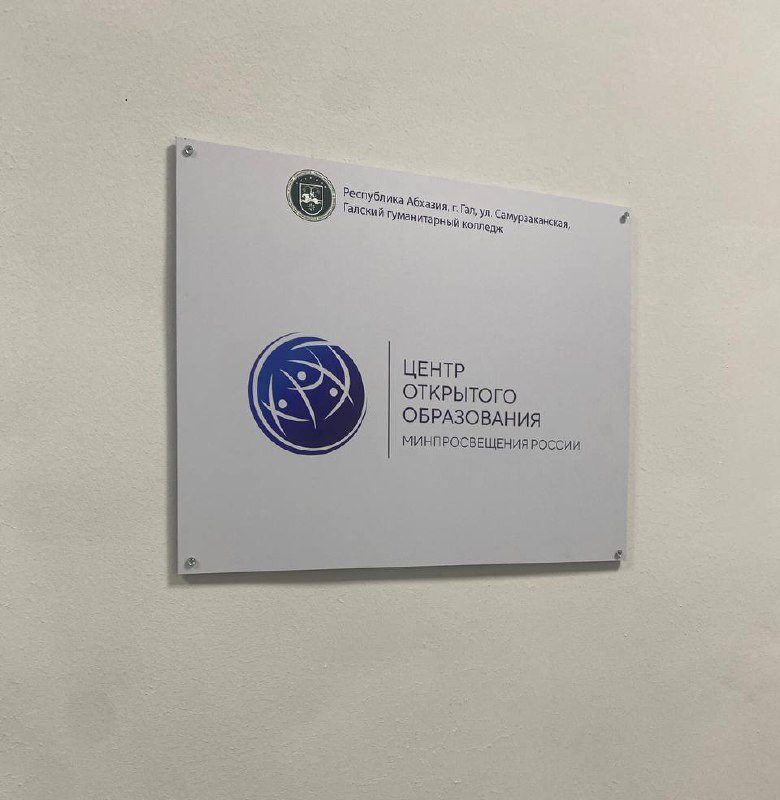 Республика Абхазия, г. Гал, ул. Самурзаканская,
Галский гуманитарный колледж
ЦЕНТР
ОТКРЫТОГО
ОБРАЗОВАНИЯ
МИНПРОСВЕЩЕНИЯ РОССИИ